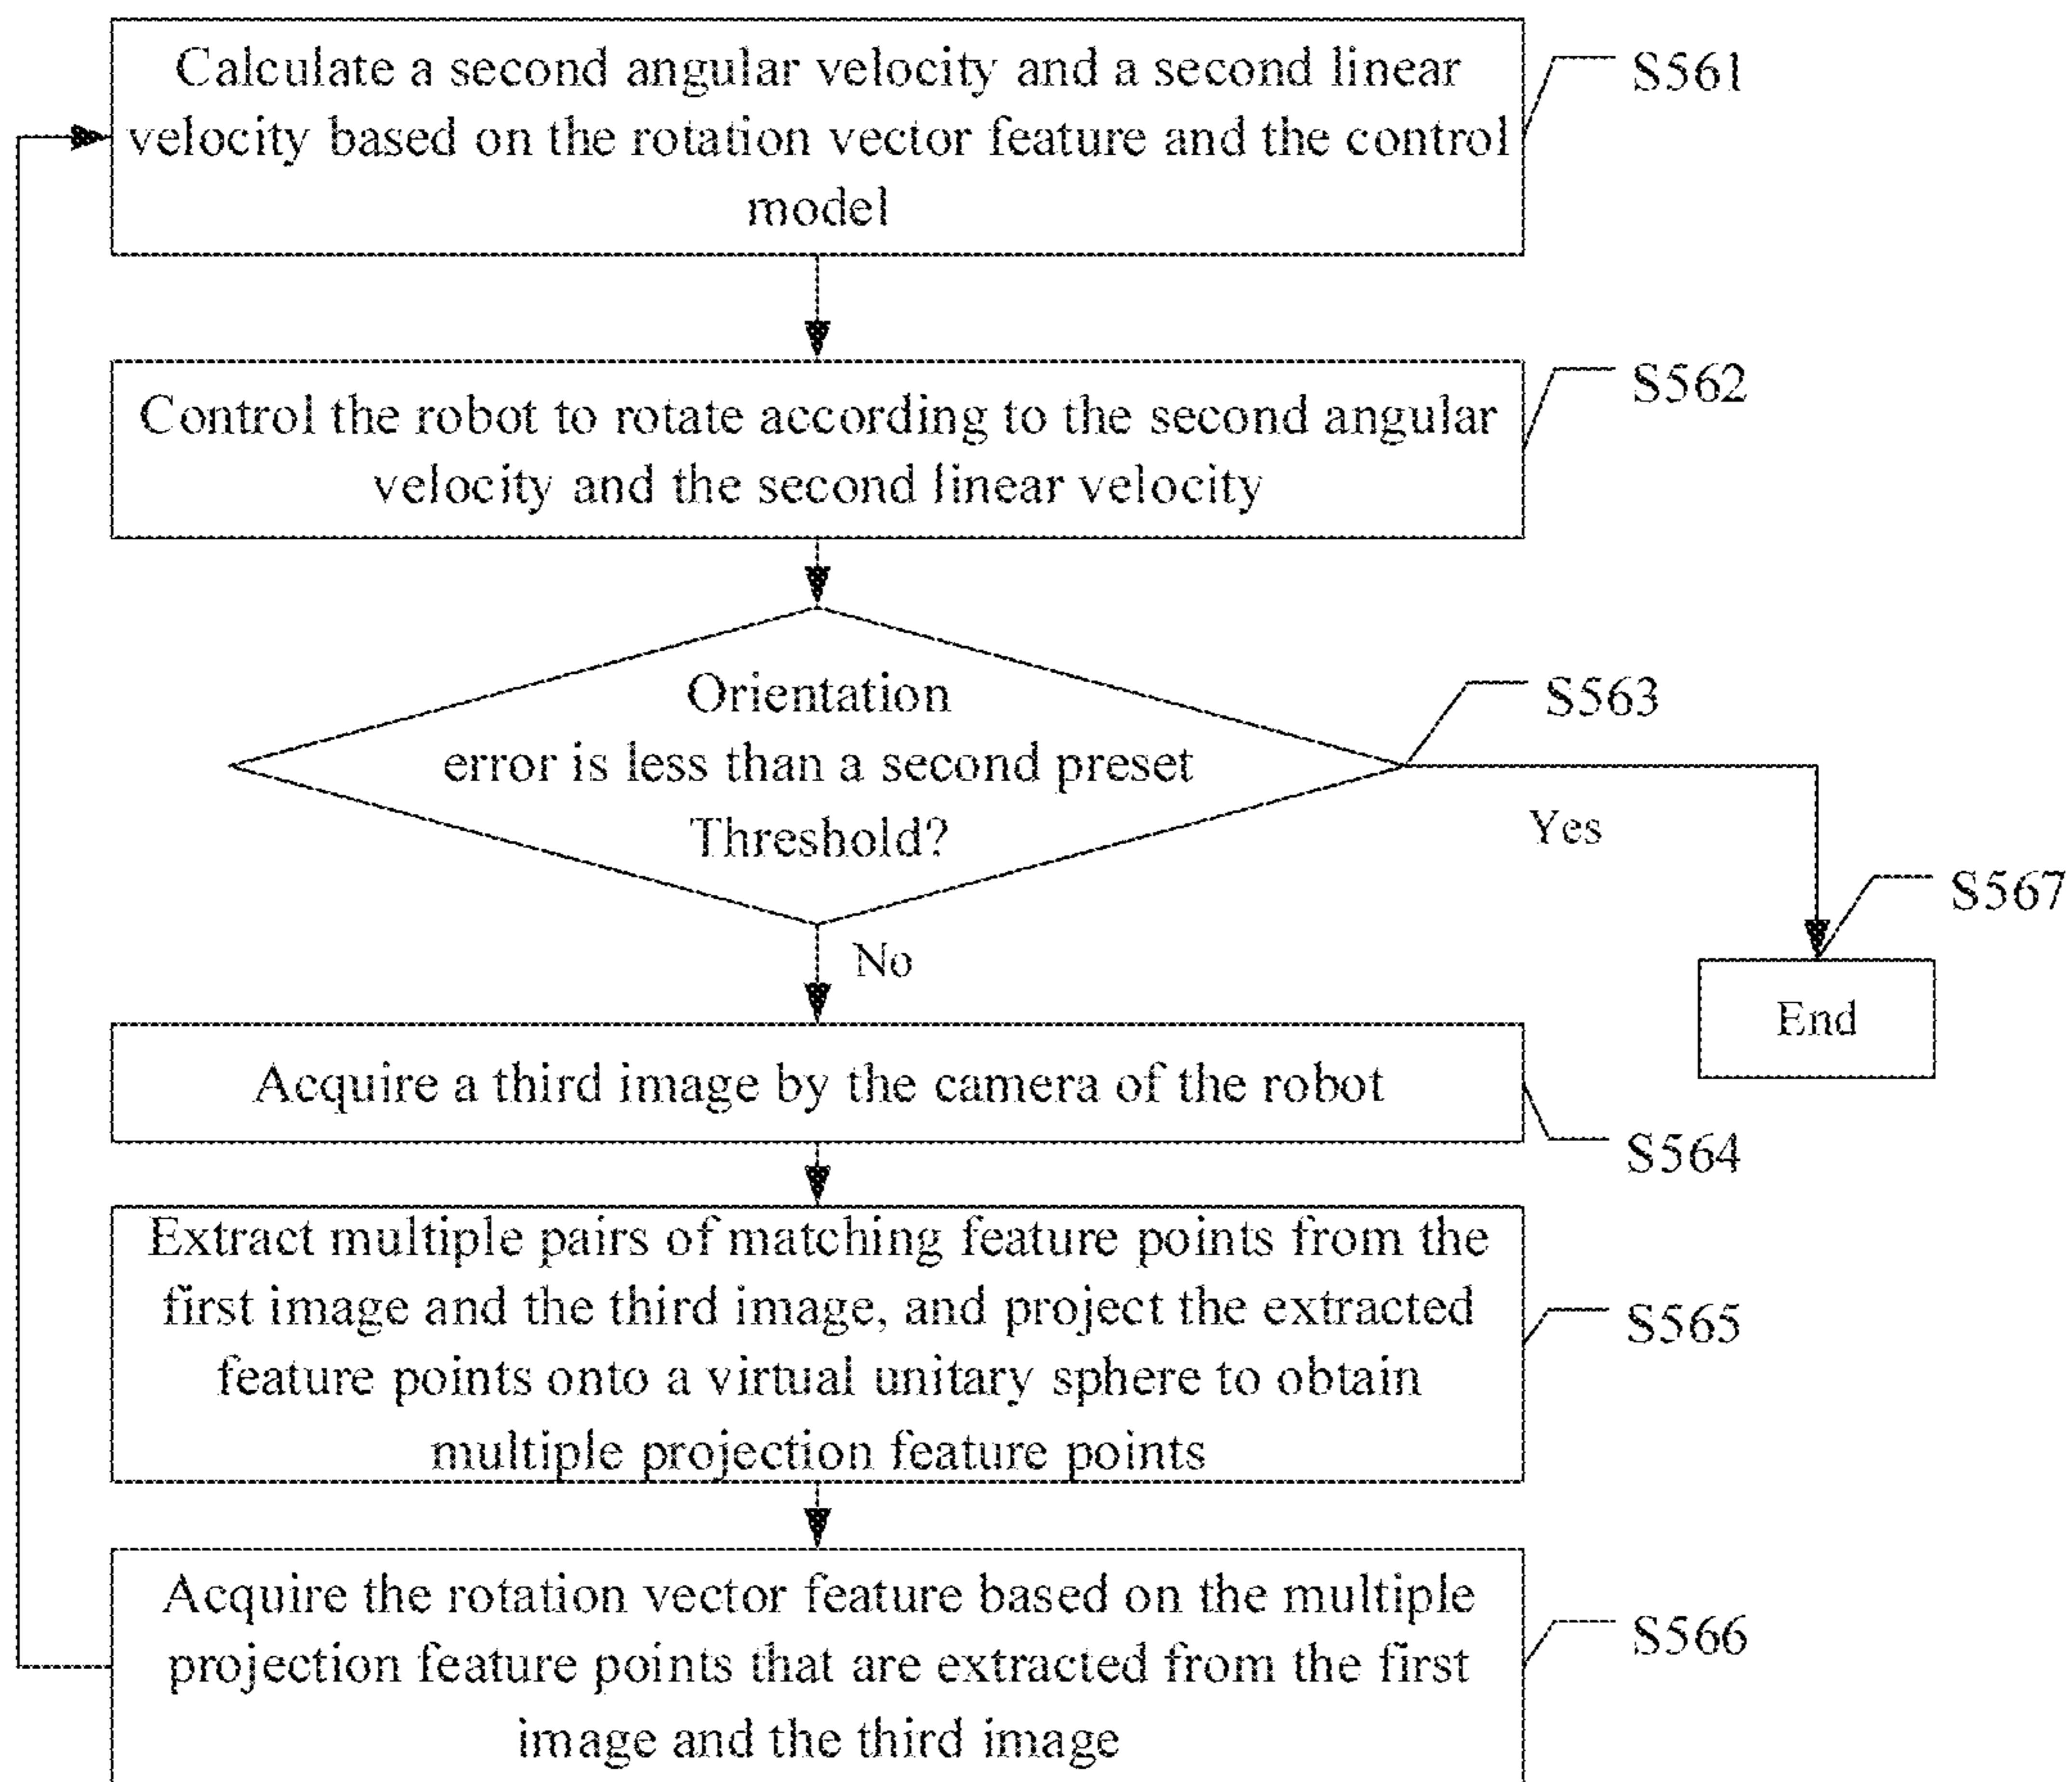 Calculate a second angular velocity and a second linear
velocity based on the rotation vector feature and the control
model
S561
Control the robot to rotate according to the second angular
velocity and the second linear velocity
S562
Orientation
error is less than a second preset
Threshold?
S563
Yes
S567
No
End
Acquire a third image by the camera of the robot
S564
Extract multiple pairs of matching feature points from the
first image and the third image, and project the extracted
feature points onto a virtual unitary sphere to obtain
multiple projection feature points
S565
Acquire the rotation vector feature based on the multiple
projection feature points that are extracted from the first
image and the third image
S566